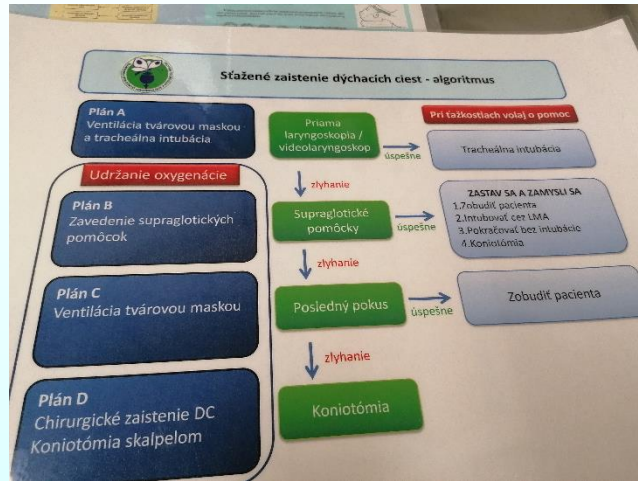 Sťažené zaistenie dýchacích ciest - algoritmus
Plán A
Ventilácia tvárovou maskou
a tracheálna intubácia
Priama
laryngoskopia /
videolaryngoskop
úspešne
Pri ťažkostiach volaj o pomoc
Tracheálna intubácia
Udržanie oxygenácie
zlyhanie
Plán B
Zavedenie supraglotických
pomôcok
Supraglotické
pomôcky
úspešne
ZASTAV SA A ZAMYSLI SA
1.Zobudiť pacienta
2.Intubovať cez LMA
3.Pokračovať bez intubácie
4.Koniotómia
zlyhanie
Plán C
Ventilácia tvárovou maskou
Posledný pokus
úspešne
Zobudiť pacienta
zlyhanie
Plán D
Chirurgické zaistenie DC
Koniotómia skalpelom
Koniotómia